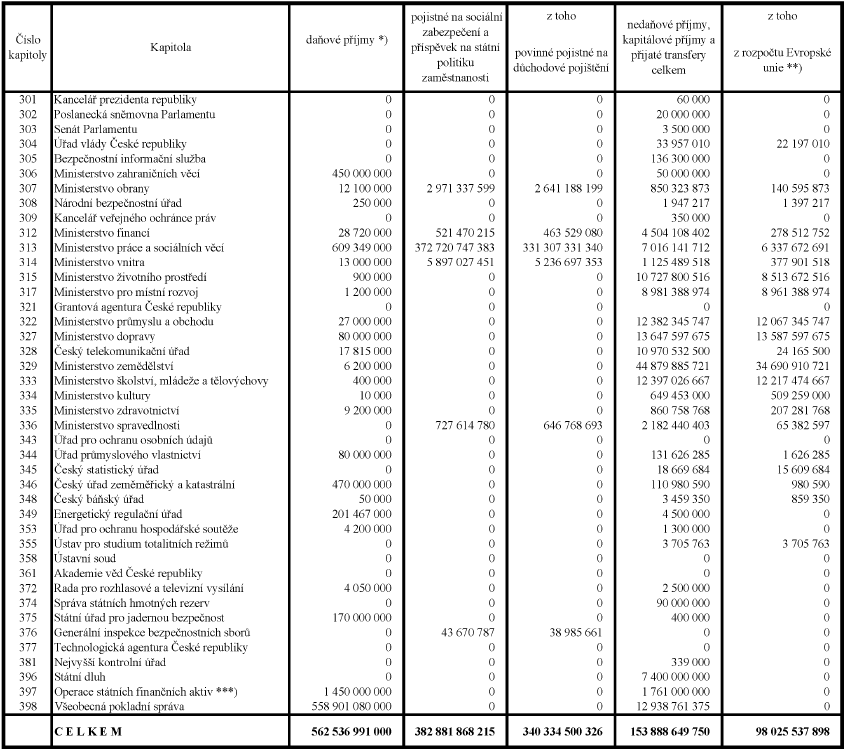 Číslo kapitoly Kapitola daňové příjmy *) pojistné na sociální zabezpečení a příspěvek na státní politiku zaměstnanosti z toho povinné pojistné na důchodové pojištění nedaňové příjmy, kapitálové příjmy a přijaté transfery celkem z toho z rozpočtu Evropské unie **)
301 Kancelář prezidenta republiky 0 0 0 60 000 0
302 Poslanecká sněmovna Parlamentu 0 0 0 20 000 000 0
303 Senát Parlamentu 0 0 0 3 500 000 0
304 Úřad vlády České republiky 0 0 0 33 957 010 22 197 010
305 Bezpečnostní informační služba 0 0 0 136 300 000 0
306 Ministerstvo zahraničních věcí 450 000 000 0 0 50 000 000 0
307 Ministerstvo obrany 12 100 000 2 971 337 599 2 641 188 199 850 323 873 140 595 873
308 Národní bezpečnostní úřad 250 000 0 0 1 947 217 1 397 217
309 Kancelář veřejného ochránce práv 0 0 0 350 000 0
312 Ministerstvo financí 28 720 000 521 470 215 463 529 080 4 504 108 402 278 512 752
313 Ministerstvo práce a sociálních věcí 609 349 000 372 720 747 383 331 307 331 340 7 016 141 712 6 337 672 691
314 Ministerstvo vnitra 13 000 000 5 897 027 451 5 236 697 353 1 125 489 518 377 901 518
315 Ministerstvo životního prostředí 900 000 0 0 10 727 800 516 8 513 672 516
317 Ministerstvo pro místní rozvoj 1 200 000 0 0 8 981 388 974 8 961 388 974
321 Grantová agentura České republiky 0 0 0 0 0
322 Ministerstvo průmyslu a obchodu 27 000 000 0 0 12 382 345 747 12 067 345 747
327 Ministerstvo dopravy 80 000 000 0 0 13 647 597 675 13 587 597 675
328 Český telekomunikační úřad 17 815 000 0 0 10 970 532 500 24 165 500
329 Ministerstvo zemědělství 6 200 000 0 0 44 879 885 721 34 690 910 721
333 Ministerstvo školství, mládeže a tělovýchovy 400 000 0 0 12 397 026 667 12 217 474 667
334 Ministerstvo kultury 10 000 0 0 649 453 000 509 259 000
335 Ministerstvo zdravotnictví 9 200 000 0 0 860 758 768 207 281 768
336 Ministerstvo spravedlnosti 0 727 614 780 646 768 693 2 182 440 403 65 382 597
343 Úřad pro ochranu osobních údajů 0 0 0 0 0
344 Úřad průmyslového vlastnictví 80 000 000 0 0 131 626 285 1 626 285
345 Český statistický úřad 0 0 0 18 669 684 15 609 684
346 Český úřad zeměměřický a katastrální 470 000 000 0 0 110 980 590 980 590
348 Český báňský úřad 50 000 0 0 3 459 350 859 350
349 Energetický regulační úřad 201 467 000 0 0 4 500 000 0
353 Úřad pro ochranu hospodářské soutěže 4 200 000 0 0 1 300 000 0
355 Ústav pro studium totalitních režimů 0 0 0 3 705 763 3 705 763
358 Ústavní soud 0 0 0 0 0
361 Akademie věd České republiky 0 0 0 0 0
372 Rada pro rozhlasové a televizní vysílání 4 050 000 0 0 2 500 000 0
374 Správa státních hmotných rezerv 0 0 0 90 000 000 0
375 Státní úřad pro jadernou bezpečnost 170 000 000 0 0 400 000 0
376 Generální inspekce bezpečnostních sborů 0 43 670 787 38 985 661 0 0
377 Technologická agentura České republiky 0 0 0 0 0
381 Nejvyšší kontrolní úřad 0 0 0 339 000 0
396 Státní dluh 0 0 0 7 400 000 000 0
397 Operace státních finančních aktiv ***) 1 450 000 000 0 0 1 761 000 000 0
398 Všeobecná pokladní správa 558 901 080 000 0 0 12 938 761 375 0
C E L K E M 562 536 991 000 382 881 868 215 340 334 500 326 153 888 649 750 98 025 537 898